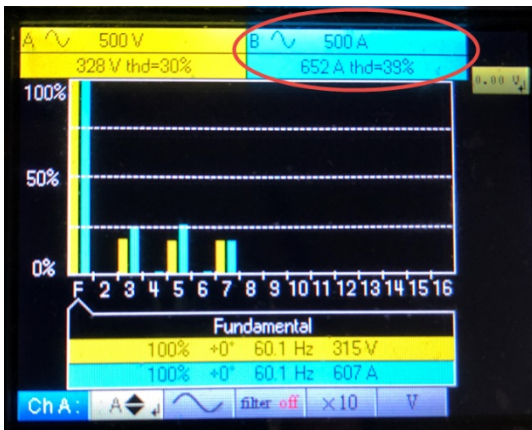 A 500 V B 500 A
328 V thd=30% 652 A thd=39%
0.00 V
100%
50%
0%
F 2 3 4 5 6 7 8 9 10 11 12 13 14 15 16
Fundamental
100% +0° 60.1 Hz 315 V
100% +0° 60.1 Hz 607 A
Ch A: A filter off ×10 V